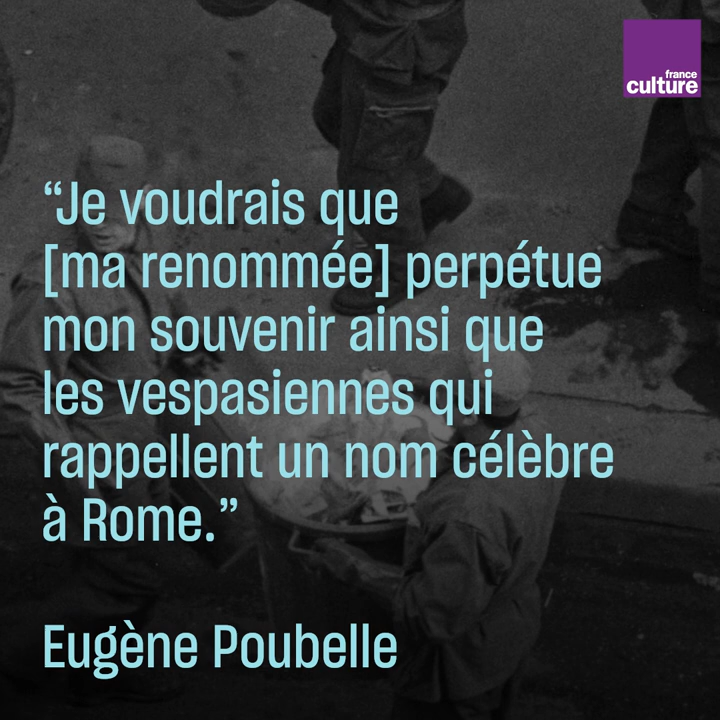 france
culture
“Je voudrais que
[ma renommée] perpétue
mon souvenir ainsi que
les vespasiennes qui
rappellent un nom célèbre
à Rome.”
Eugène Poubelle